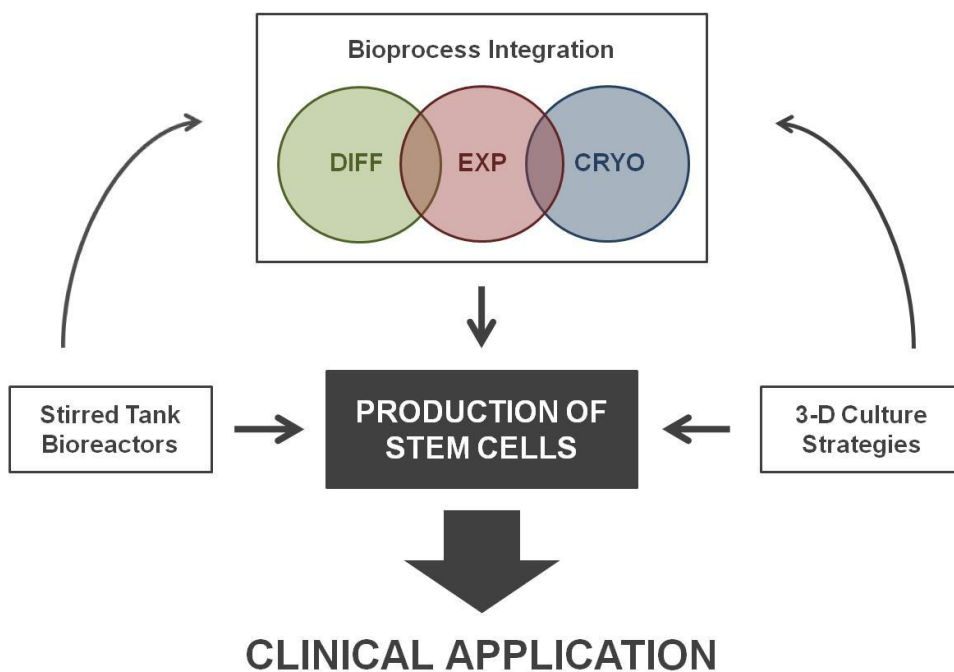 Bioprocess Integration
DIFF
EXP
CRYO
Stirred Tank
Bioreactors
PRODUCTION OF
STEM CELLS
3-D Culture
Strategies
CLINICAL APPLICATION